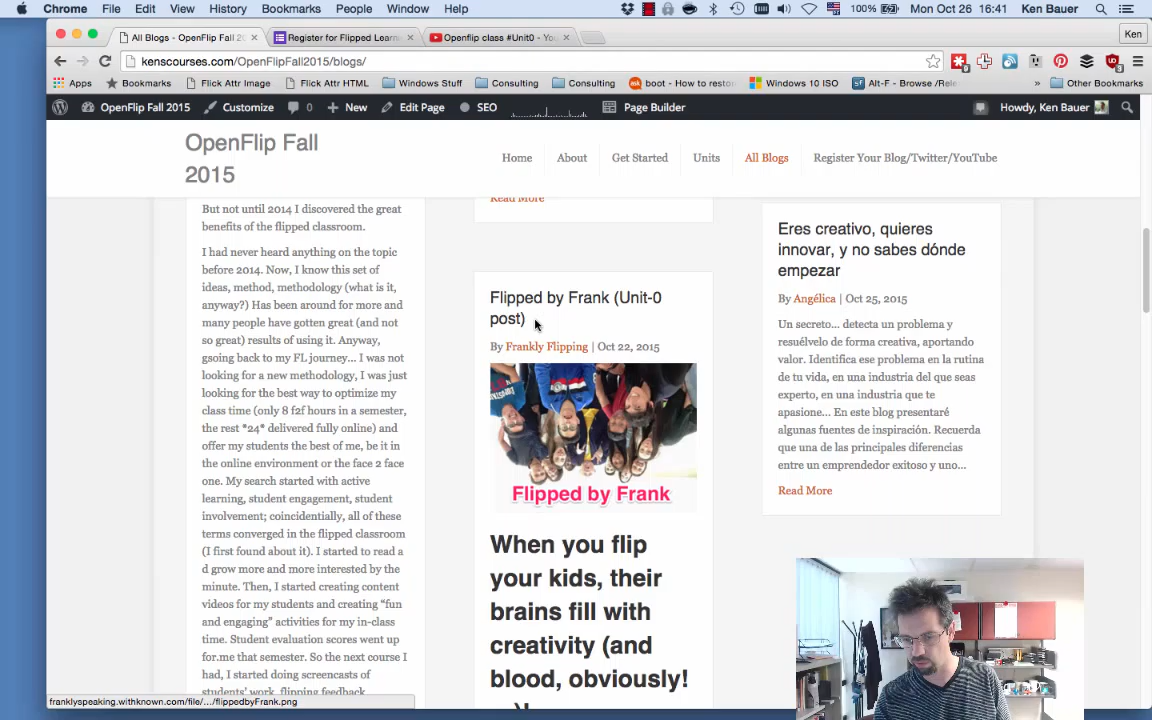 Chrome File Edit View History Bookmarks People Window Help 100% Mon Oct 26 16:41 Ken Bauer
All Blogs - OpenFlip Fall 20 Register for Flipped Learn Openflip class #Unit0 - You Ken
kenscourses.com/OpenFlipFall2015/blogs/
Apps Bookmarks Flick Attr Image Flick Attr HTML Windows Stuff Consulting Consulting boot - How to restor Windows 10 ISO Alt-F - Browse /Rele » Other Bookmarks
OpenFlip Fall 2015 Customize 0 New Edit Page SEO Page Builder Howdy, Ken Bauer
OpenFlip Fall
2015
Home About Get Started Units All Blogs Register Your Blog/Twitter/YouTube
But not until 2014 I discovered the great
benefits of the flipped classroom.
I had never heard anything on the topic
before 2014. Now, I know this set of
ideas, method, methodology (what is it,
anyway?) Has been around for more and
many people have gotten great (and not
so great) results of using it. Anyway,
gsoing back to my FL journey... I was not
looking for a new methodology, I was just
looking for the best way to optimize my
class time (only 8 f2f hours in a semester,
the rest *24* delivered fully online) and
offer my students the best of me, be it in
the online environment or the face 2 face
one. My search started with active
learning, student engagement, student
involvement; coincidentially, all of these
terms converged in the flipped classroom
(I first found about it). I started to read a
d grow more and more interested by the
minute. Then, I started creating content
videos for my students and creating "fun
and engaging" activities for my in-class
time. Student evaluation scores went up
for.me that semester. So the next course I
had, I started doing screencasts of
students' work, flipping feedback
Read More
Flipped by Frank (Unit-0
post)
By Frankly Flipping | Oct 22, 2015
Flipped by Frank
When you flip
your kids, their
brains fill with
creativity (and
blood, obviously!
Eres creativo, quieres
innovar, y no sabes dónde
empezar
By Angélica | Oct 25, 2015
Un secreto... detecta un problema y
resuélvelo de forma creativa, aportando
valor. Identifica ese problema en la rutina
de tu vida, en una industria del que seas
experto, en una industria que te
apasione... En este blog presentaré
algunas fuentes de inspiración. Recuerda
que una de las principales diferencias
entre un emprendedor exitoso y uno...
Read More
franklyspeaking.withknown.com/file/.../flippedbyFrank.png